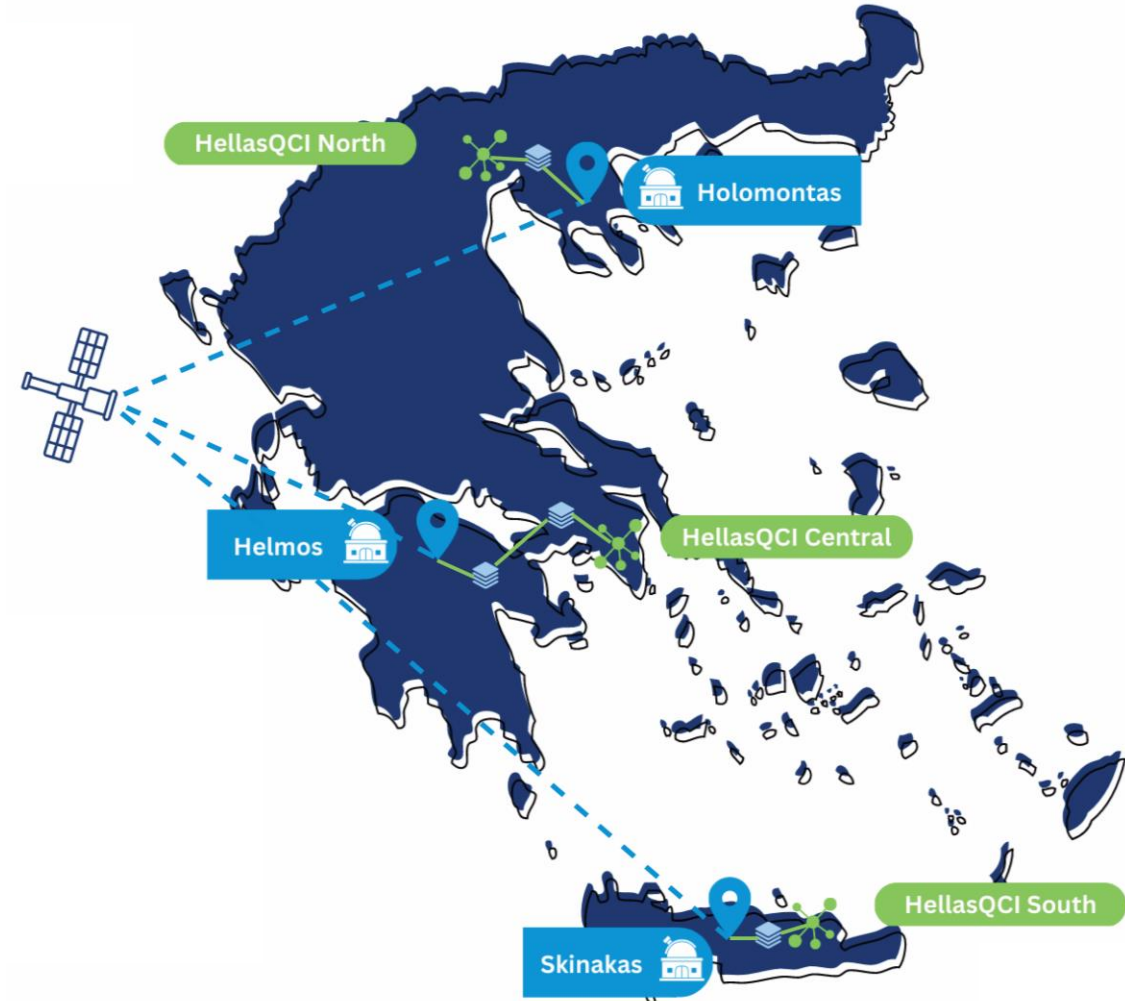 HellasQCI North
Holomontas
Helmos
HellasQCI Central
HellasQCI South
Skinakas